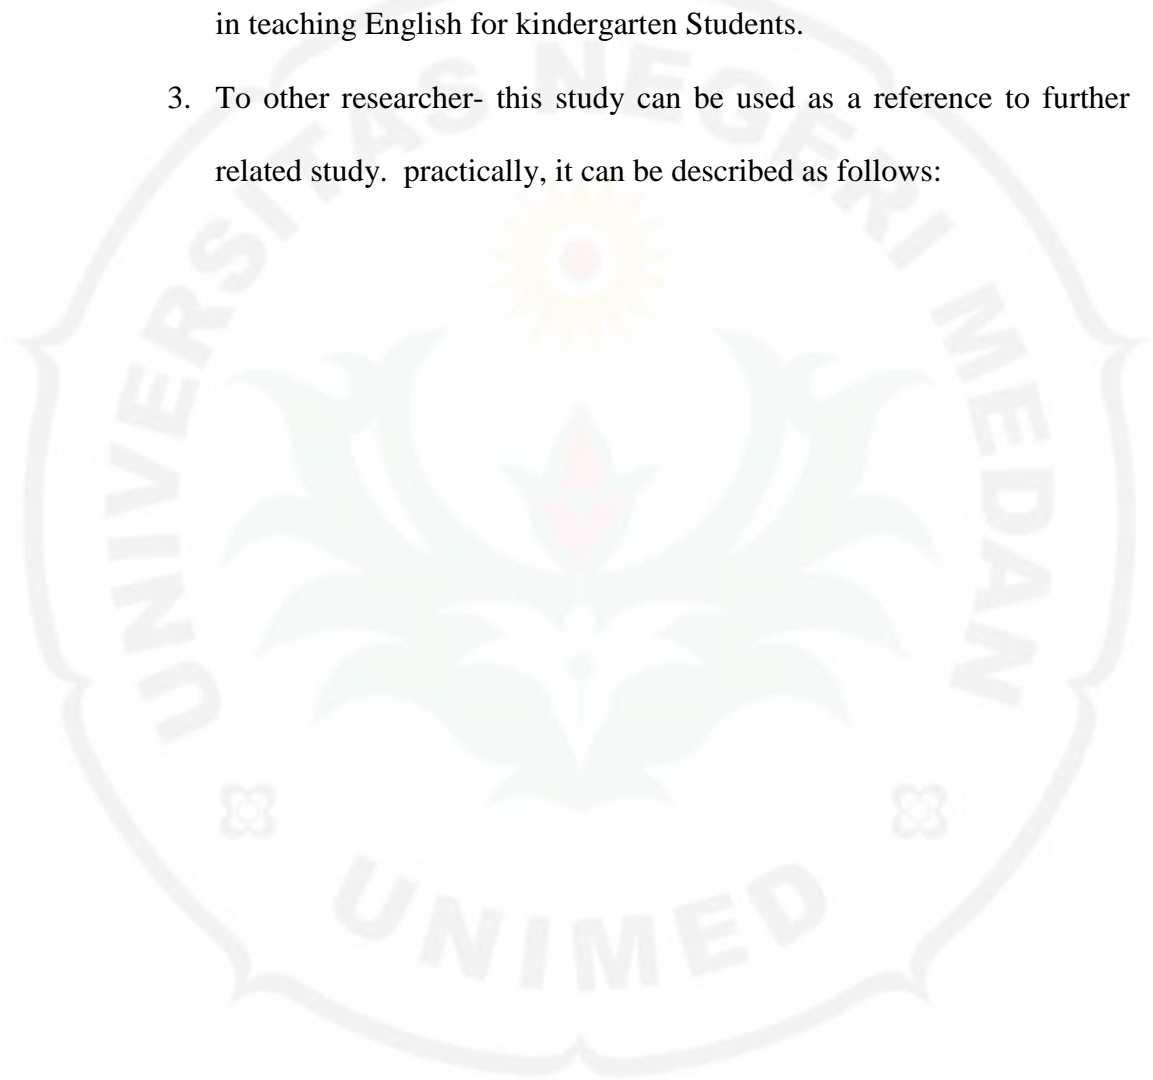 in teaching English for kindergarten Students.
3. To other researcher- this study can be used as a reference to further
related study.  practically, it can be described as follows:
UNIVERSITAS NEGERI MEDAN
UNIMED